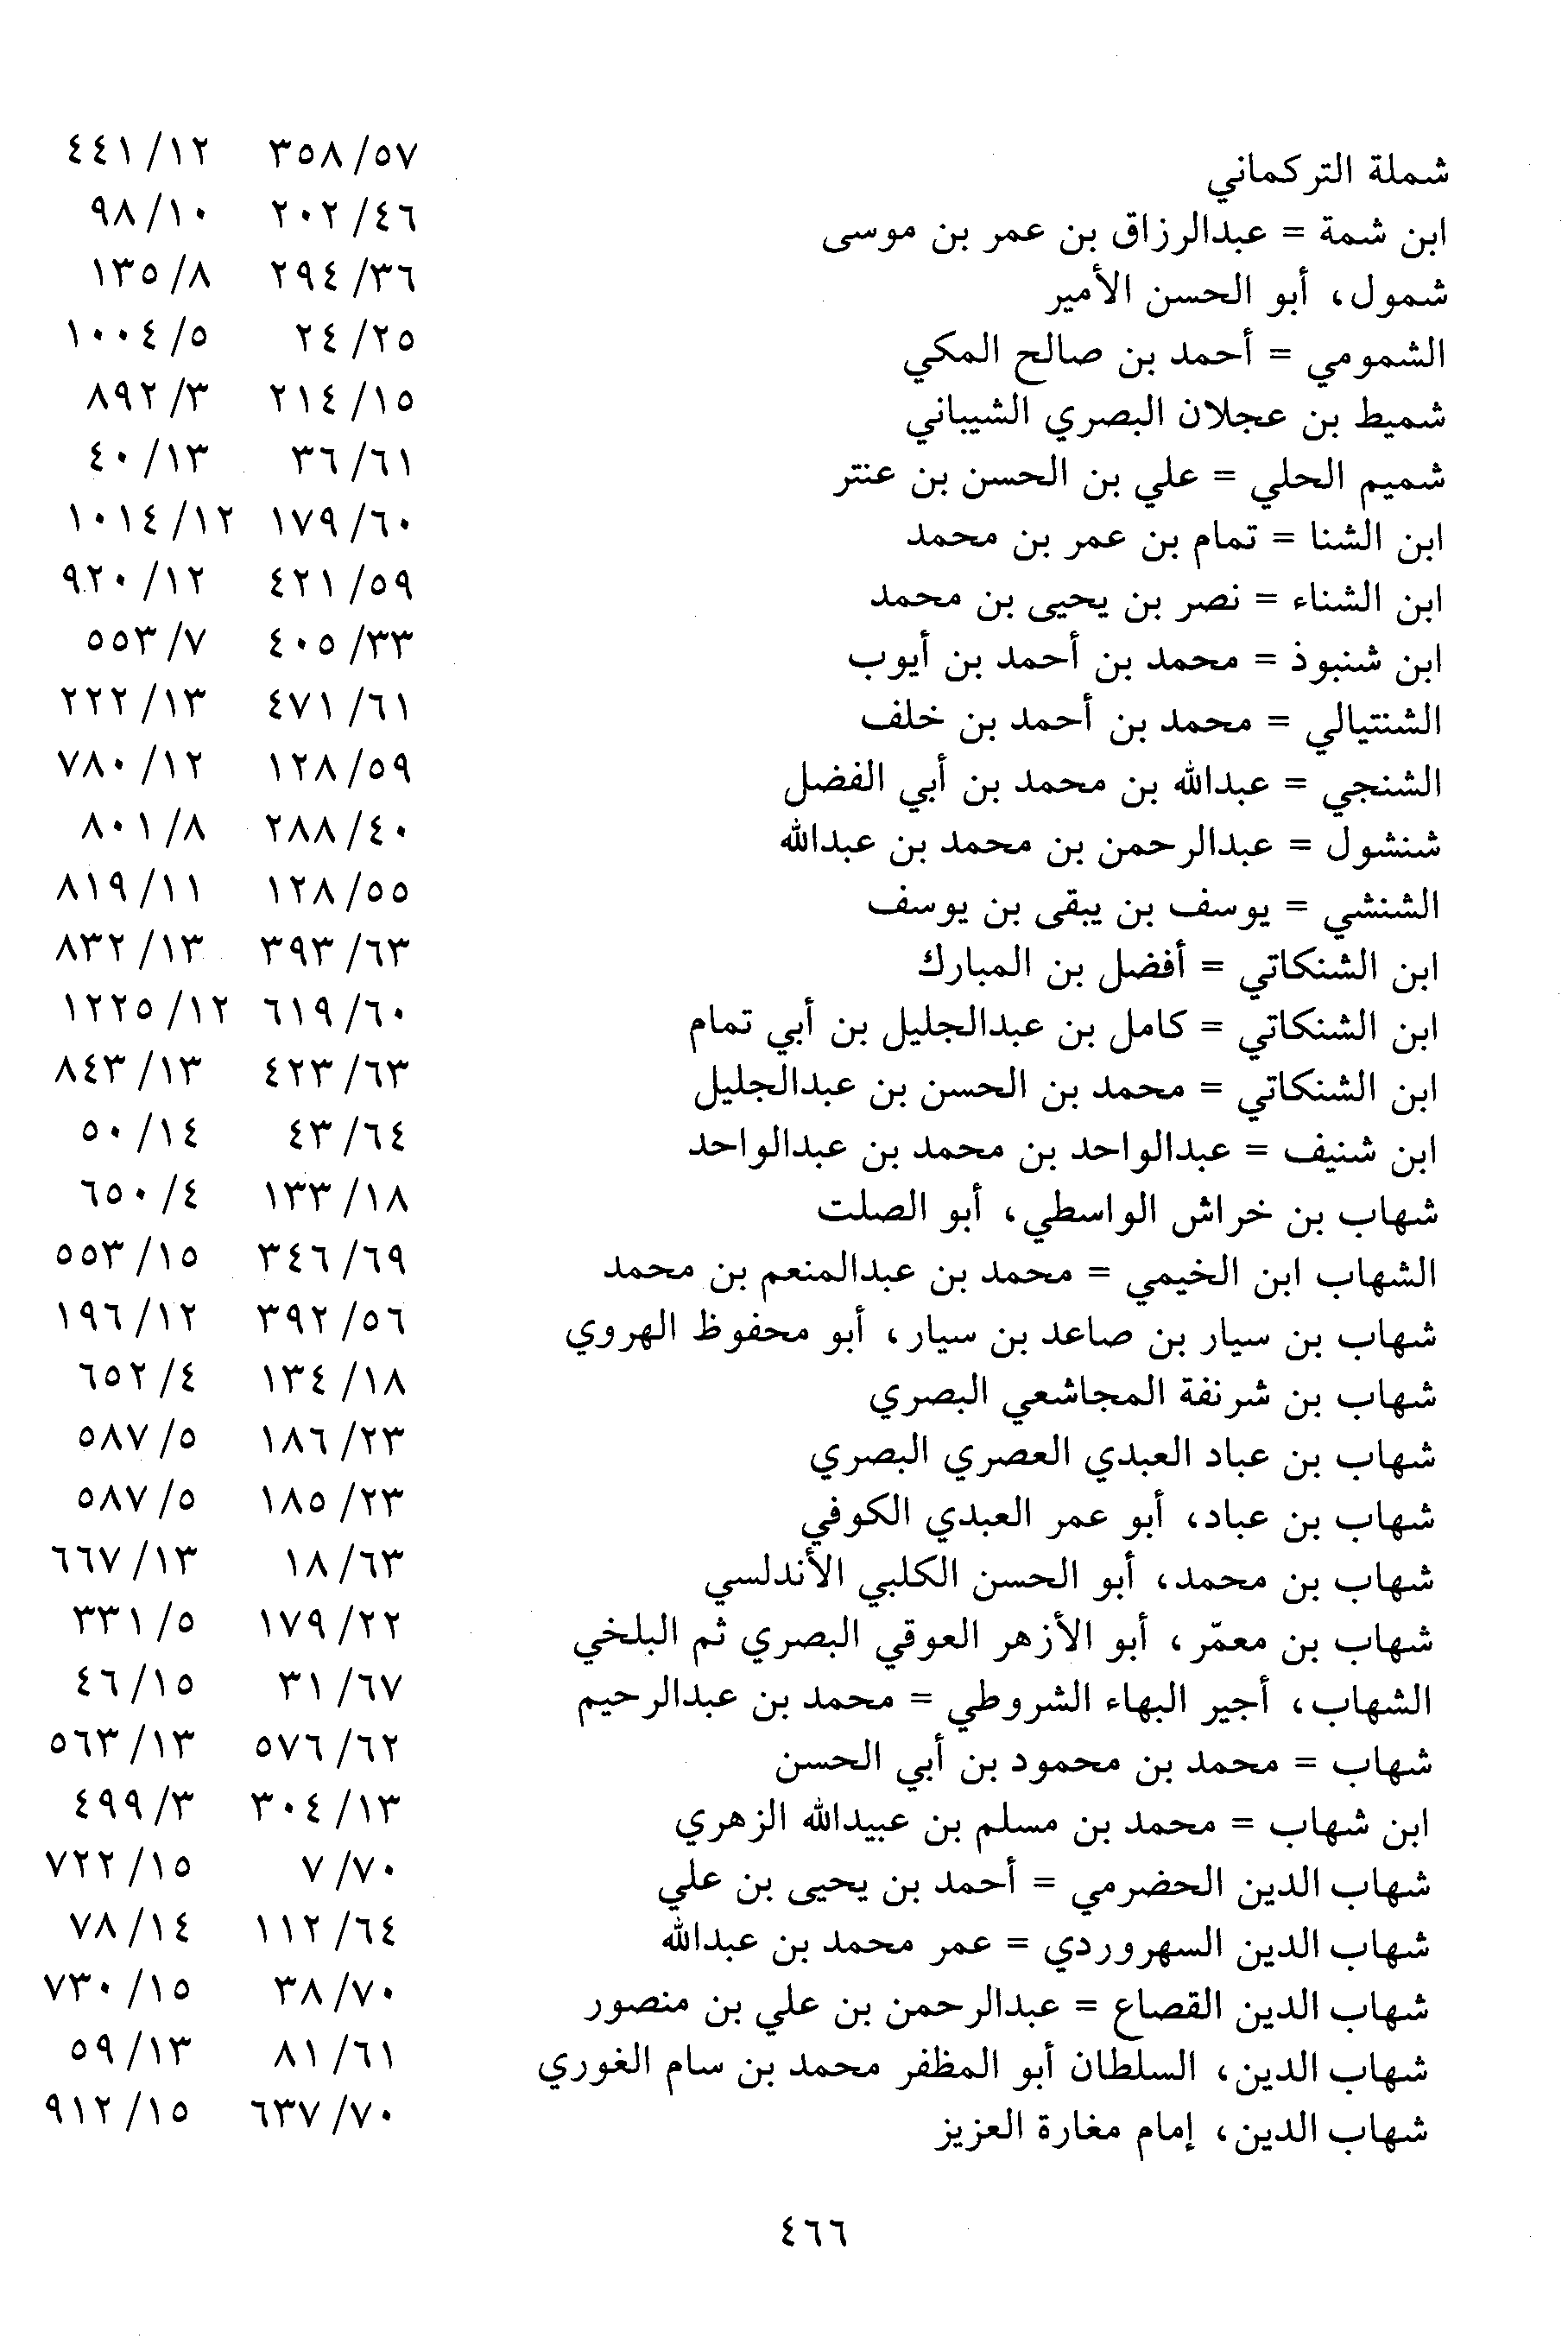 شملة التركماني ٣٥٨/٥٧ ٤٤١/١٢
ابن شمة = عبدالرزاق بن عمر بن موسى ٢٠٢/٤٦ ٩٨/١٠
شمول، أبو الحسن الأمير ٢٩٤/٣٦ ١٣٥/٨
الشمومي = أحمد بن صالح المكي ٢٤/٢٥ ١٠٠٤/٥
شميط بن عجلان البصري الشيباني ٢١٤/١٥ ٨٩٢/٣
شميم الحلي = علي بن الحسن بن عنتر ٣٦/٦١ ٤٠/١٣
ابن الشنا = تمام بن عمر بن محمد ١٧٩/٦٠ ١٠١٤/١٢
ابن الشناء = نصر بن يحيى بن محمد ٤٢١/٥٩ ٩٢٠/١٢
ابن شنبوذ = محمد بن أحمد بن أيوب ٤٠٥/٣٣ ٥٥٣/٧
الشنتيالي = محمد بن أحمد بن خلف ٤٧١/٦١ ٢٢٢/١٣
الشنجي = عبدالله بن محمد بن أبي الفضل ١٢٨/٥٩ ٧٨٠/١٢
شنشول = عبدالرحمن بن محمد بن عبدالله ٢٨٨/٤٠ ٨٠١/٨
الشنشي = يوسف بن يبقى بن يوسف ١٢٨/٥٥ ٨١٩/١١
ابن الشنكاتي = أفضل بن المبارك ٣٩٣/٦٣ ٨٣٢/١٣
ابن الشنكاتي = كامل بن عبدالجليل بن أبي تمام ٦١٩/٦٠ ١٢٢٥/١٢
ابن الشنكاتي = محمد بن الحسن بن عبدالجليل ٤٢٣/٦٣ ٨٤٣/١٣
ابن شنيف = عبدالواحد بن محمد بن عبدالواحد ٤٣/٦٤ ٥٠/١٤
شهاب بن خراش الواسطي، أبو الصلت ١٣٣/١٨ ٦٥٠/٤
الشهاب ابن الخيمي = محمد بن عبدالمنعم بن محمد ٣٤٦/٦٩ ٥٥٣/١٥
شهاب بن سيار بن صاعد بن سيار، أبو محفوظ الهروي ٣٩٢/٥٦ ١٩٦/١٢
شهاب بن شرنفة المجاشعي البصري ١٣٤/١٨ ٦٥٢/٤
شهاب بن عباد العبدي العصري البصري ١٨٦/٢٣ ٥٨٧/٥
شهاب بن عباد، أبو عمر العبدي الكوفي ١٨٥/٢٣ ٥٨٧/٥
شهاب بن محمد، أبو الحسن الكلبي الأندلسي ١٨/٦٣ ٦٦٧/١٣
شهاب بن معمّر، أبو الأزهر العوقي البصري ثم البلخي ١٧٩/٢٢ ٣٣١/٥
الشهاب، أجير البهاء الشروطي = محمد بن عبدالرحيم ٣١/٦٧ ٤٦/١٥
شهاب = محمد بن محمود بن أبي الحسن ٥٧٦/٦٢ ٥٦٣/١٣
ابن شهاب = محمد بن مسلم بن عبيدالله الزهري ٣٠٤/١٣ ٤٩٩/٣
شهاب الدين الحضرمي = أحمد بن يحيى بن علي ٧/٧٠ ٧٢٢/١٥
شهاب الدين السهروردي = عمر محمد بن عبدالله ١١٢/٦٤ ٧٨/١٤
شهاب الدين القصاع = عبدالرحمن بن علي بن منصور ٣٨/٧٠ ٧٣٠/١٥
شهاب الدين، السلطان أبو المظفر محمد بن سام الغوري ٨١/٦١ ٥٩/١٣
شهاب الدين، إمام مغارة العزيز ٦٣٧/٧٠ ٩١٢/١٥
٤٦٦